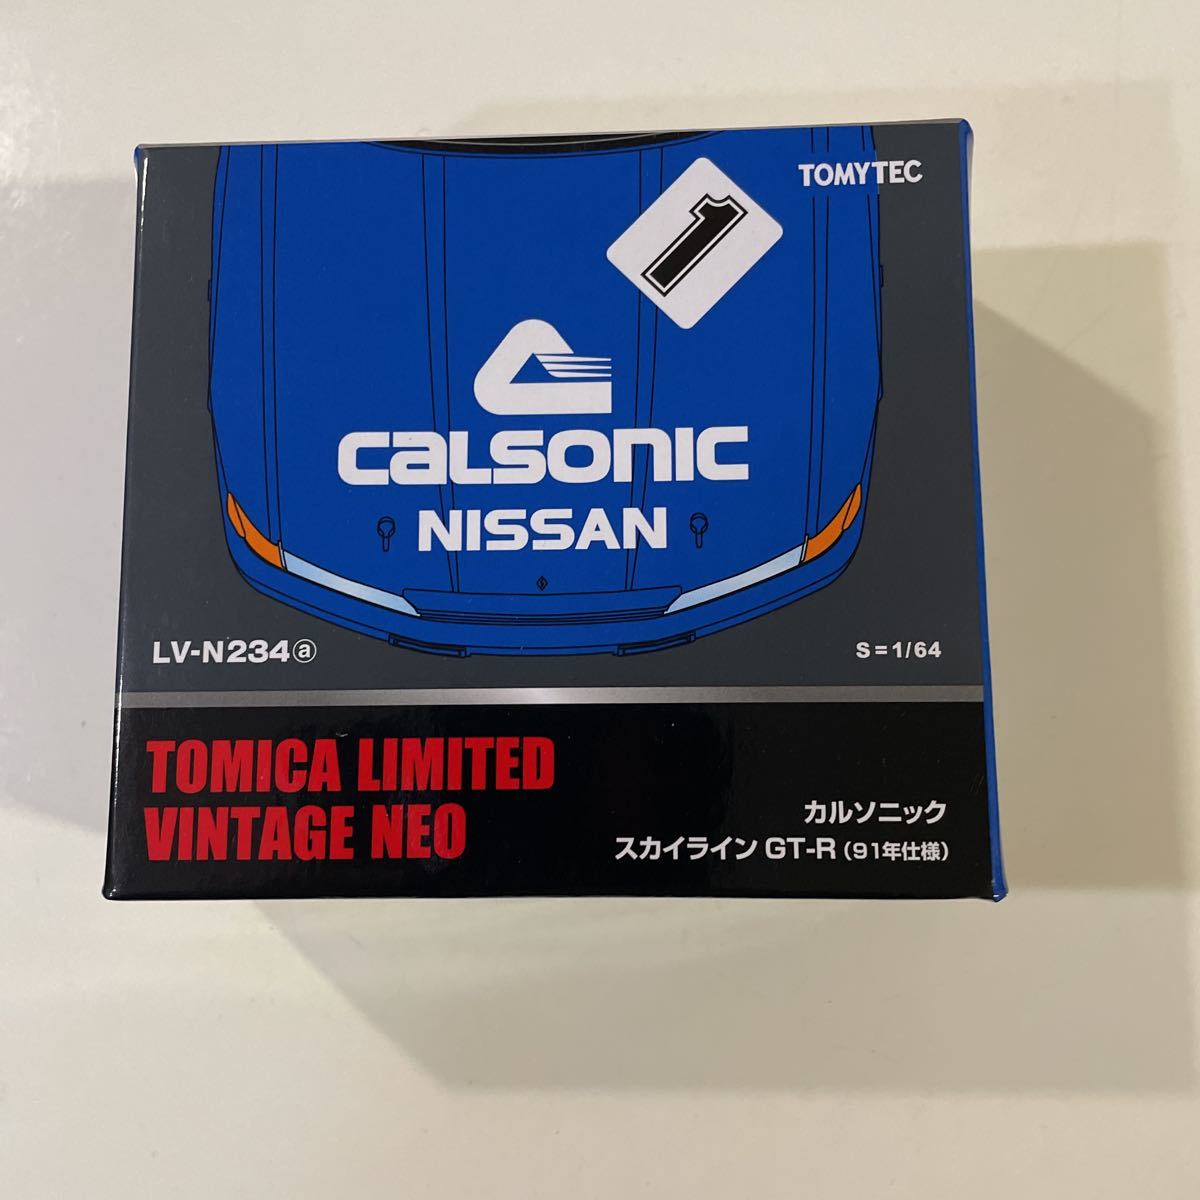 TOMYTEC
1
CALSONIC
NISSAN
LV-N234ⓐ
S=1/64
TOMICA LIMITED
VINTAGE NEO
カルソニック
スカイライン GT-R (91年仕様)